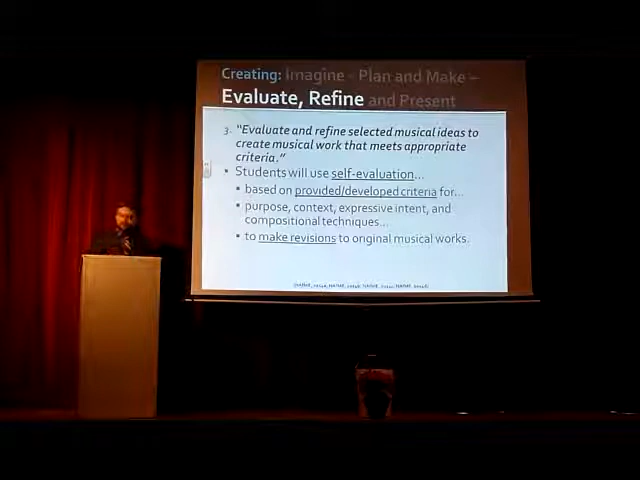 Creating: Imagine - Plan and Make –
Evaluate, Refine and Present
3. "Evaluate and refine selected musical ideas to
create musical work that meets appropriate
criteria."
Students will use self-evaluation…
based on provided/developed criteria for…
purpose, context, expressive intent, and
compositional techniques…
to make revisions to original musical works.